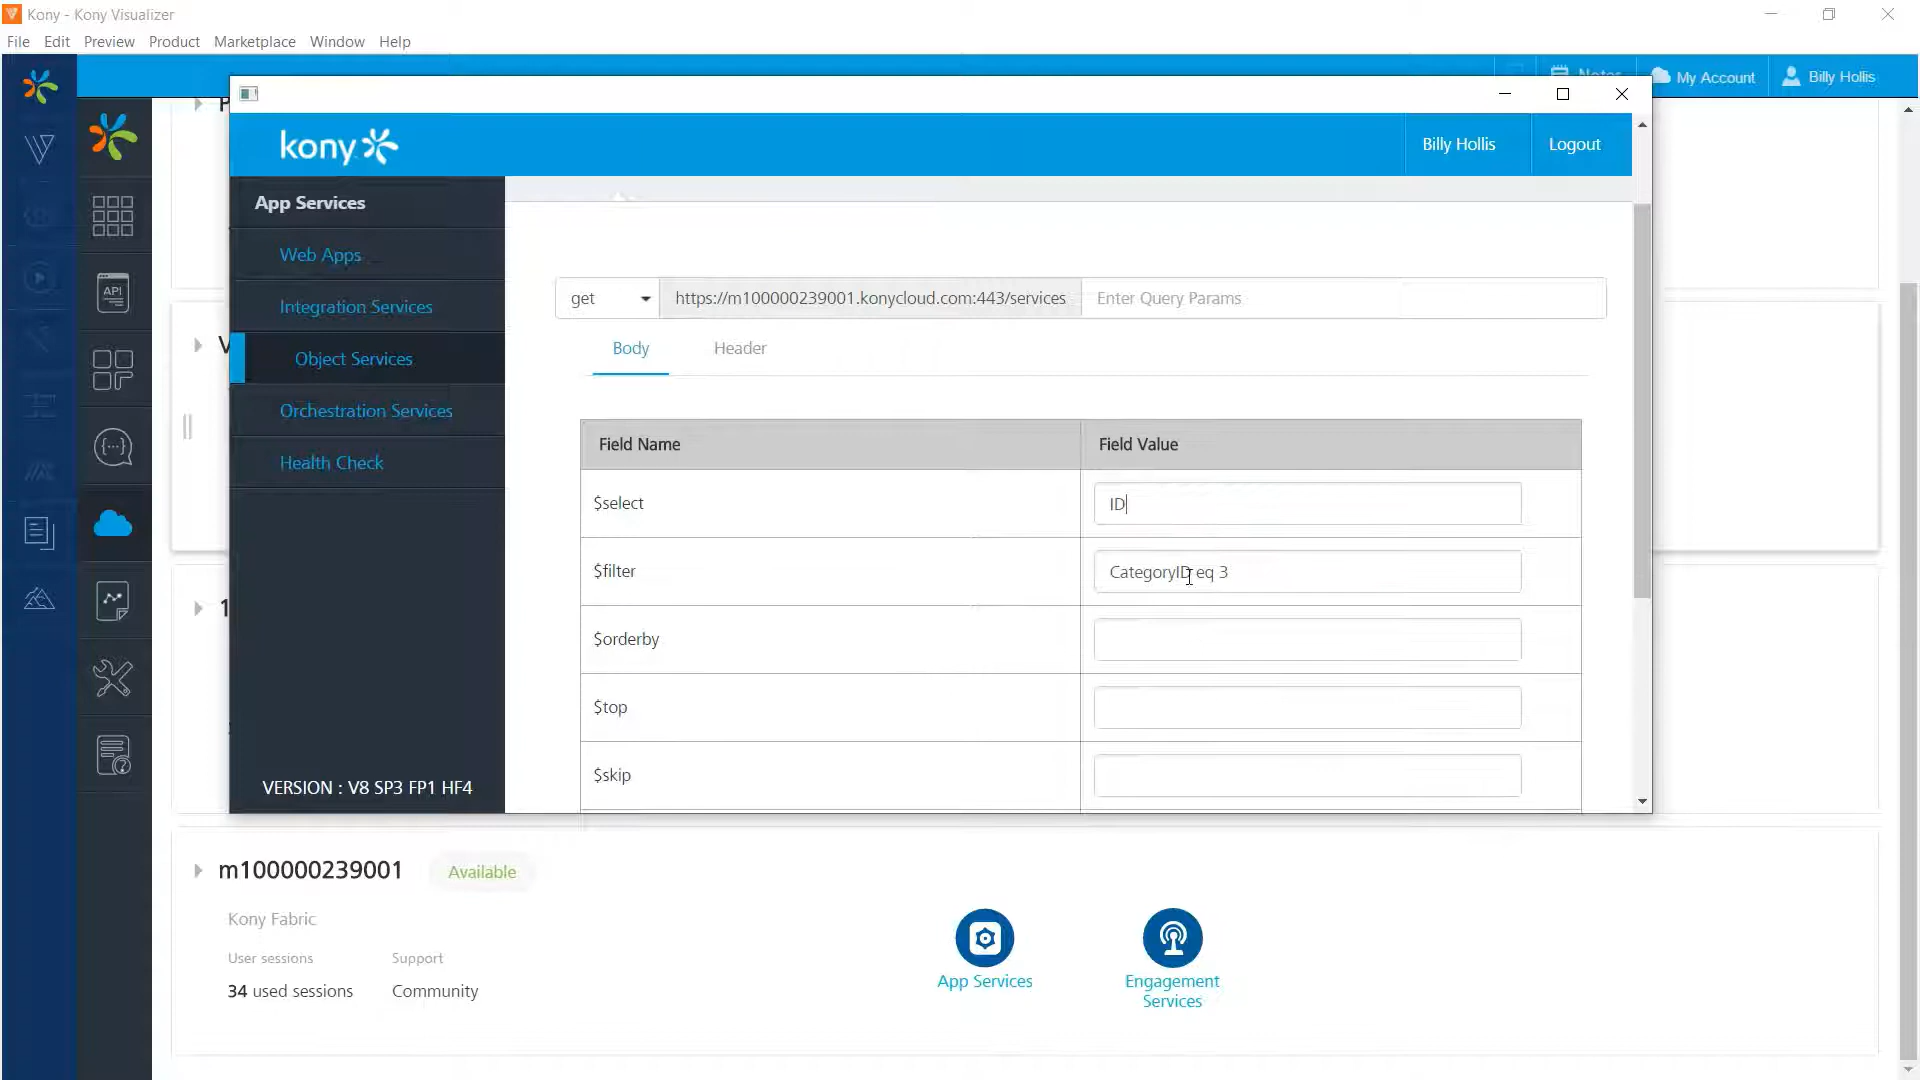 Kony - Kony Visualizer
File Edit Preview Product Marketplace Window Help
My Account Billy Hollis
kony Billy Hollis Logout
App Services
Web Apps
Integration Services
Object Services
Orchestration Services
Health Check
VERSION : V8 SP3 FP1 HF4
get https://m100000239001.konycloud.com:443/services Enter Query Params
Body Header
Field Name Field Value
$select ID
$filter CategoryID eq 3
$orderby
$top
$skip
API
m100000239001 Available
Kony Fabric
User sessions Support
34 used sessions Community
App Services
Engagement
Services